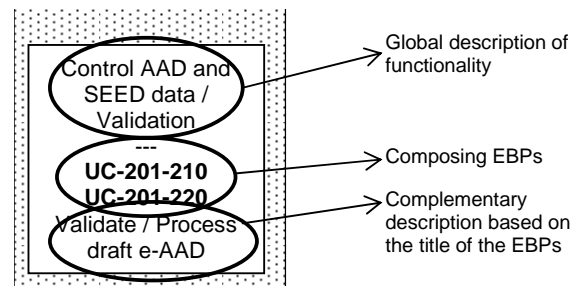 Control AAD and
SEED data /
Validation
---
UC-201-210
UC-201-220
Validate / Process
draft e-AAD
Global description of
functionality
Composing EBPs
Complementary
description based on
the title of the EBPs